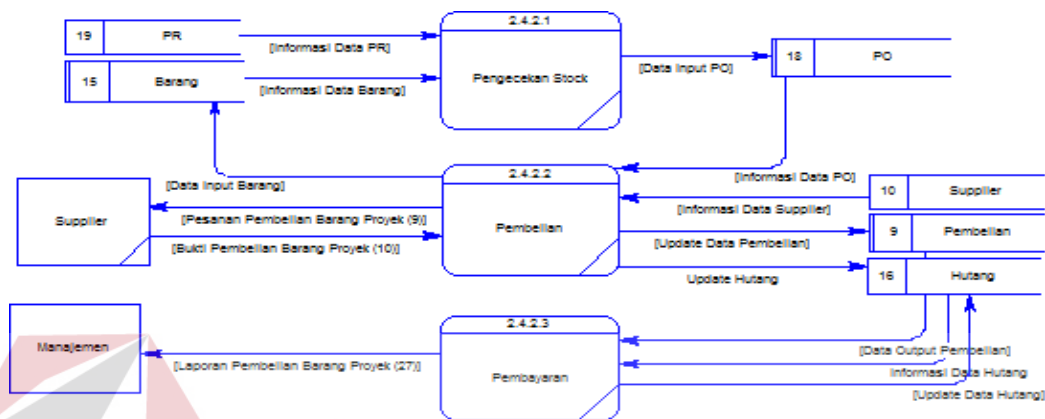 2.4.2.1
19 PR
[Informasi Data PR]
18 PO
15 Barang
Pengecekan Stock
[Data Input PO]
[Informasi Data Barang]
2.4.2.2
[Data Input Barang]
[Informasi Data PO]
10 Supplier
[Pesanan Pembelian Barang Proyek (9)]
[Informasi Data Supplier]
Supplier
Pembelian
9 Pembelian
[Bukti Pembelian Barang Proyek (10)]
[Update Data Pembelian]
16 Hutang
Update Hutang
2.4.2.3
Manajemen
[Data Output Pembelian]
[Laporan Pembelian Barang Proyek (27)]
Informasi Data Hutang
Pembayaran
[Update Data Hutang]